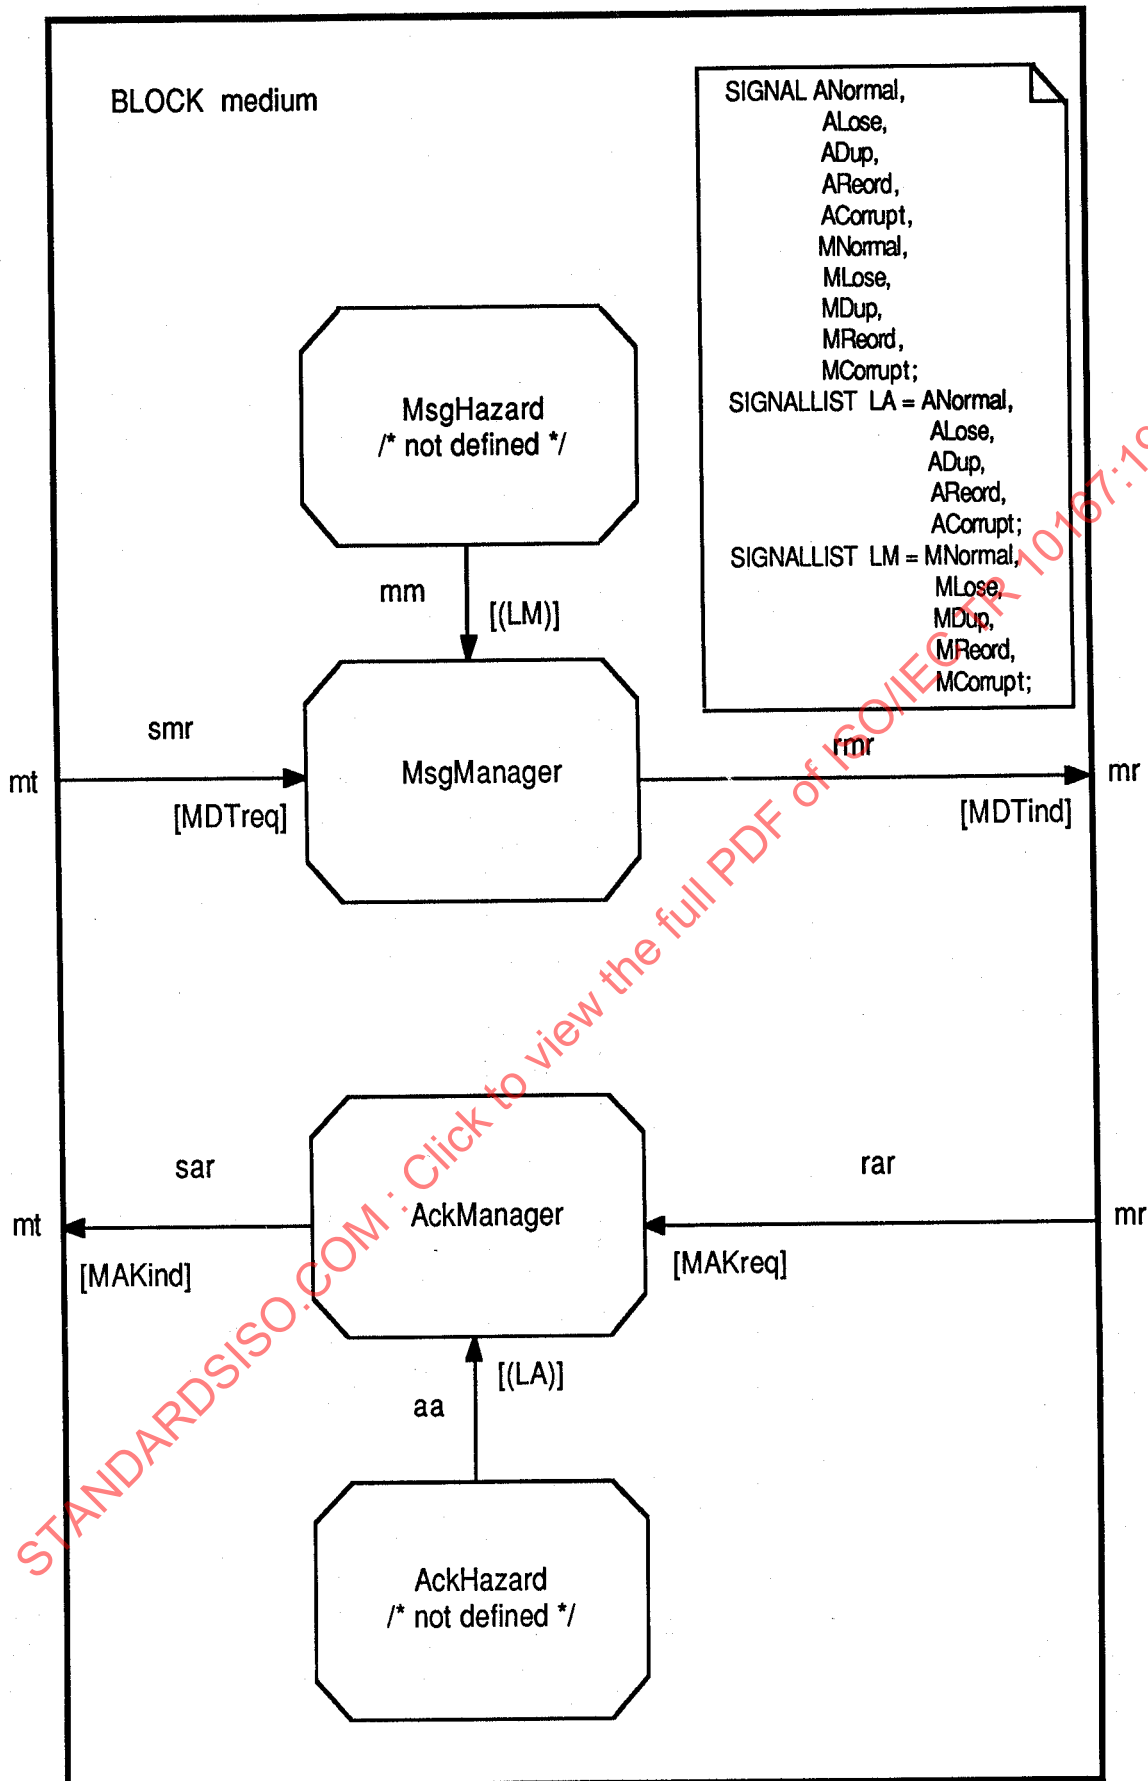 BLOCK medium
SIGNAL ANormal,
ALose,
ADup,
AReord,
ACorrupt,
MNormal,
MLose,
MDup,
MReord,
MCorrupt;
SIGNALLIST LA = ANormal,
ALose,
ADup,
AReord,
ACorrupt;
SIGNALLIST LM = MNormal,
MLose,
MDup,
MReord,
MCorrupt;
MsgHazard
/* not defined */
mm
[(LM)]
smr
rmr
mt
MsgManager
mr
[MDTreq]
[MDTind]
sar
rar
mt
AckManager
mr
[MAKind]
[MAKreq]
[(LA)]
aa
AckHazard
/* not defined */
STANDARDSISO.COM : Click to view the full PDF of ISO/IEC TR 10167:19